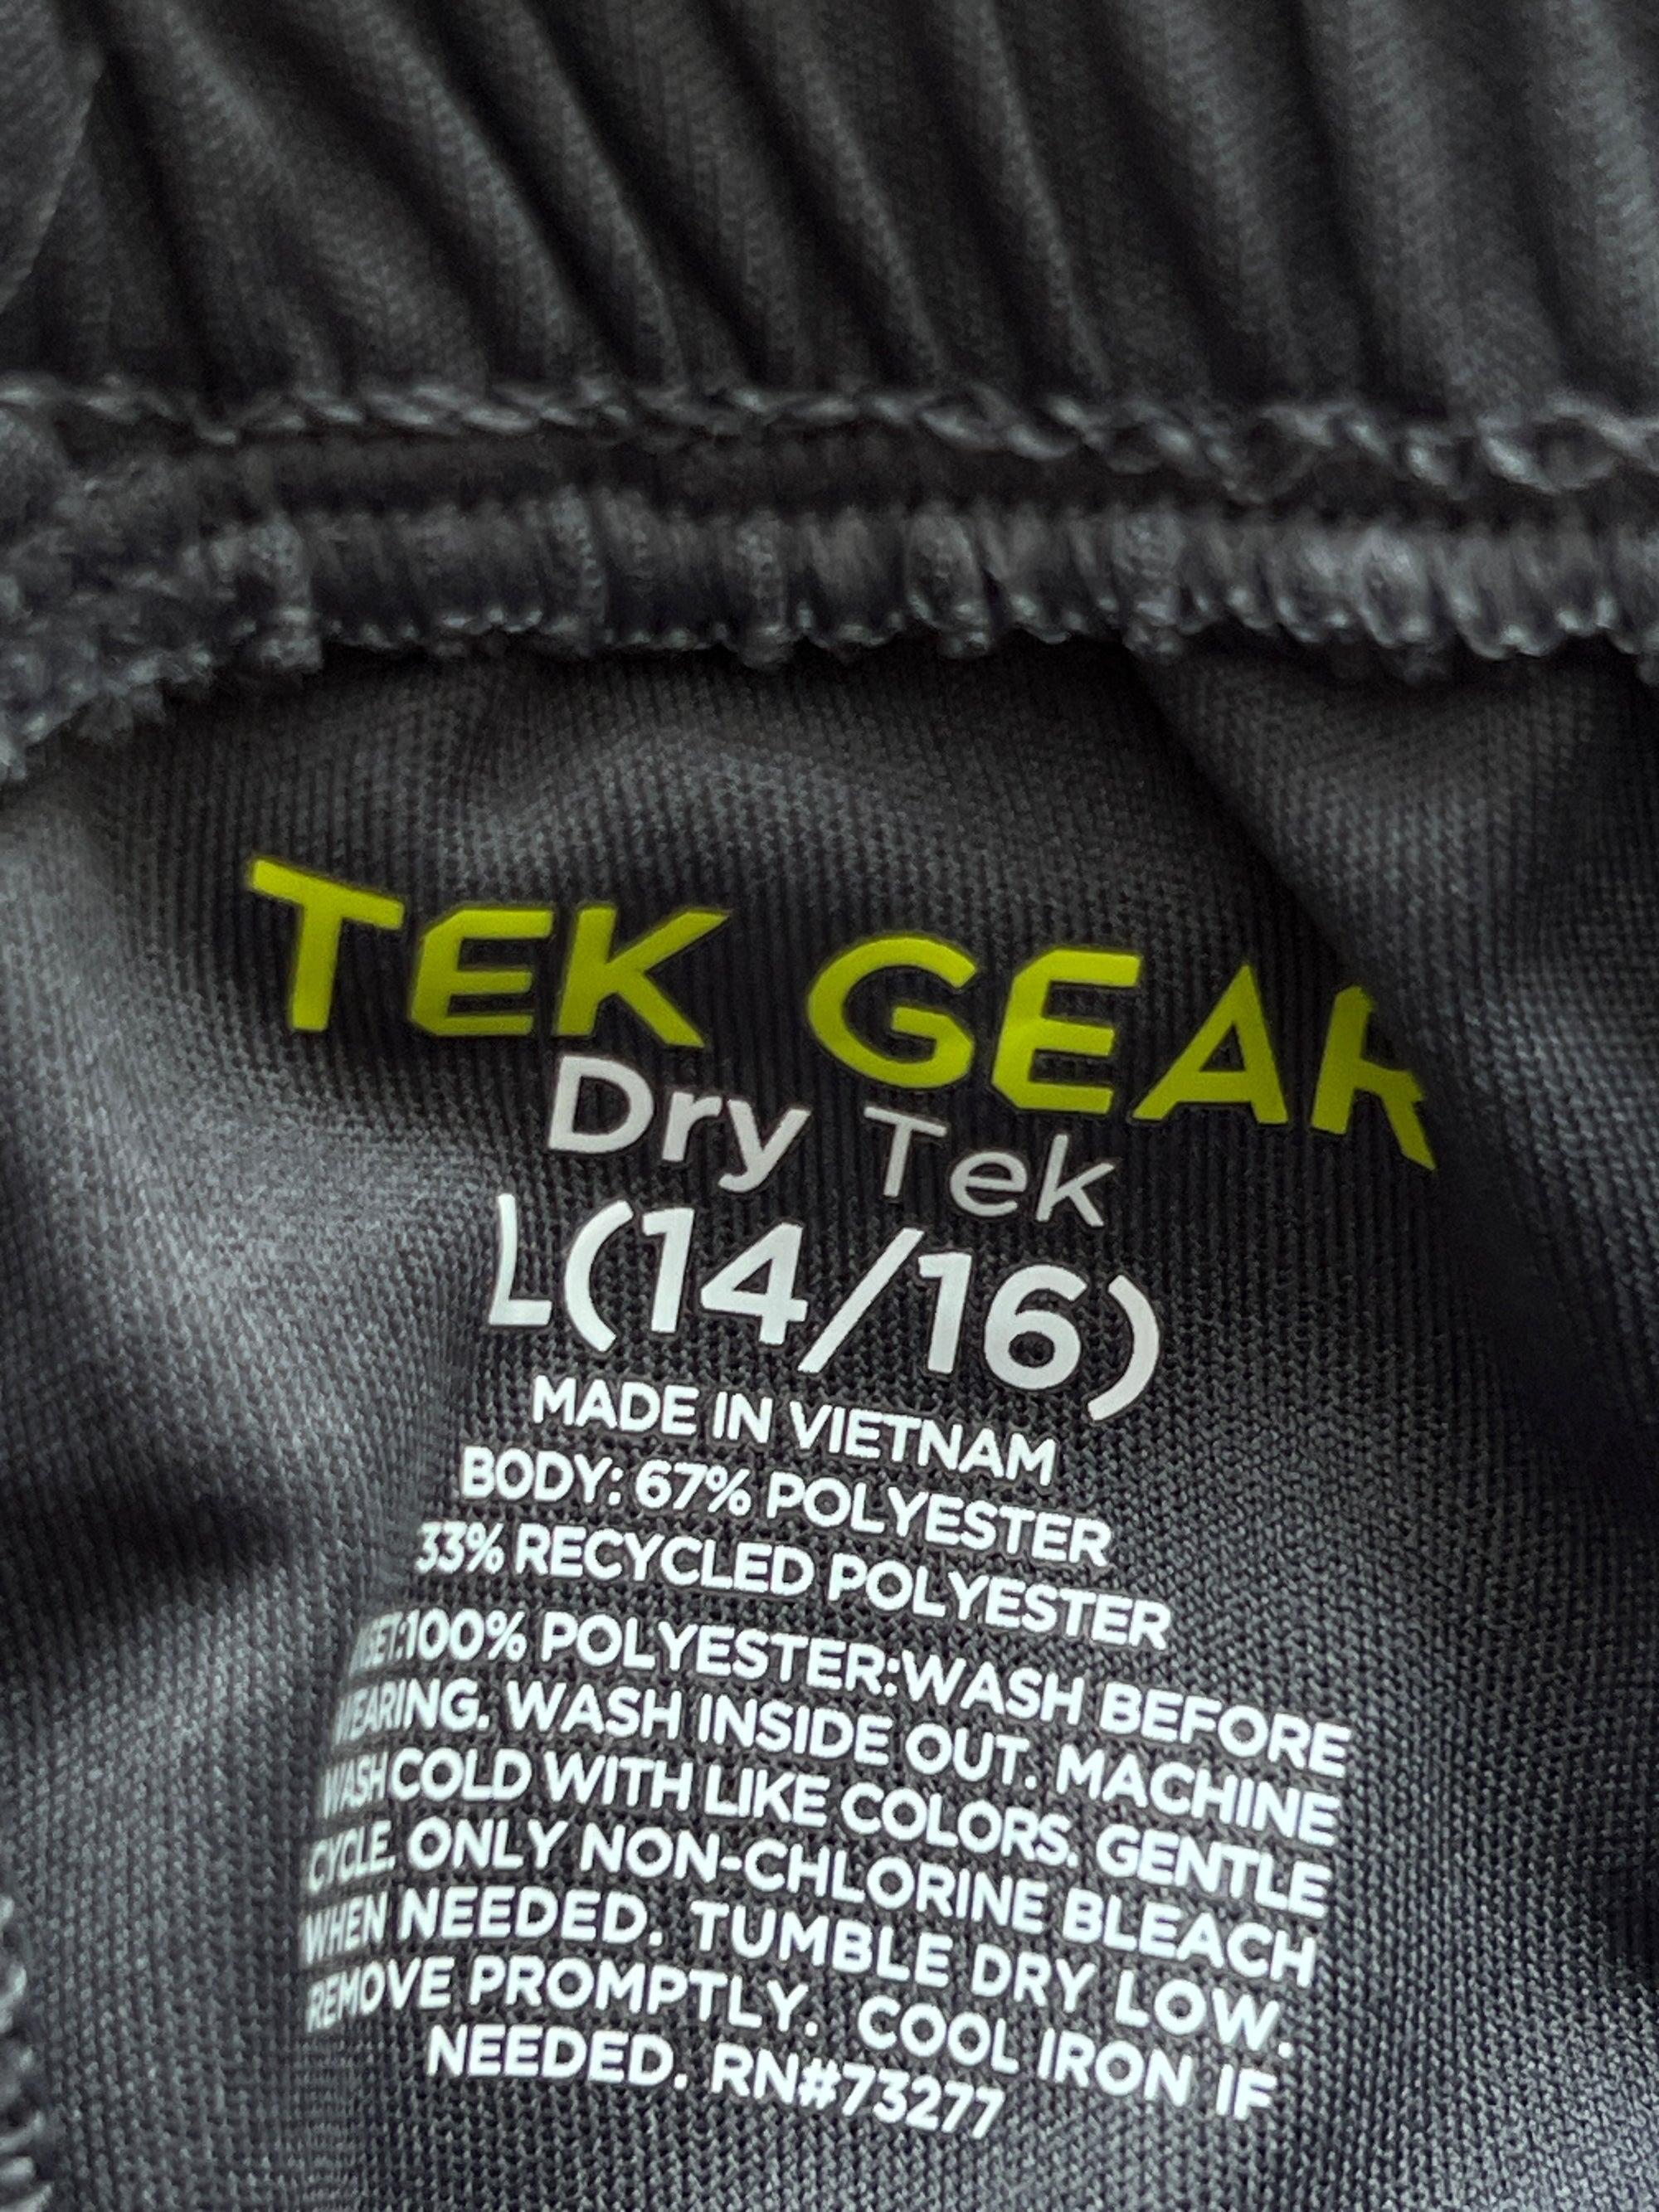 TEK GEAR
Dry Tek
L(14/16)
MADE IN VIETNAM
BODY: 67% POLYESTER
33% RECYCLED POLYESTER
100% POLYESTER:WASH BEFORE
WEARING. WASH INSIDE OUT. MACHINE
WASH COLD WITH LIKE COLORS. GENTLE
CYCLE. ONLY NON-CHLORINE BLEACH
WHEN NEEDED. TUMBLE DRY LOW.
REMOVE PROMPTLY. COOL IRON IF
NEEDED. RN#73277